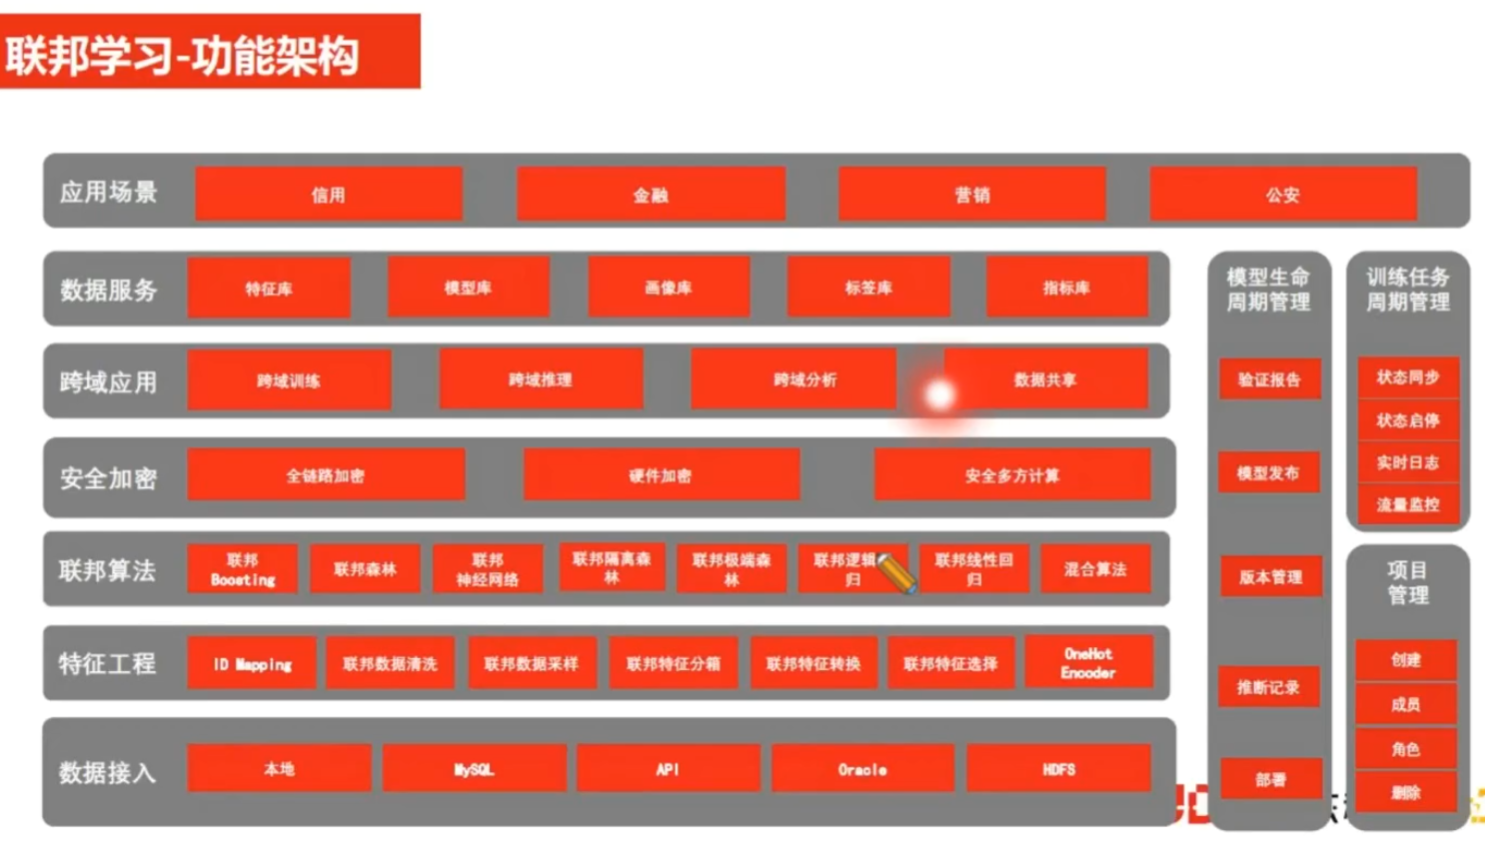 联邦学习-功能架构
应用场景
信用
金融
营销
公安
数据服务
特征库
模型库
画像库
标签库
指标库
跨域应用
跨域训练
跨域推理
跨域分析
数据共享
安全加密
全链路加密
硬件加密
安全多方计算
联邦算法
联邦
Boosting
联邦森林
联邦
神经网络
联邦隔离森
林
联邦极端森
林
联邦逻辑
归
联邦线性回
归
混合算法
特征工程
ID Mapping
联邦数据清洗
联邦数据采样
联邦特征分箱
联邦特征转换
联邦特征选择
OneHot
Encoder
数据接入
本地
MySQL
API
Oracle
HDFS
模型生命
周期管理
验证报告
模型发布
版本管理
推断记录
部署
训练任务
周期管理
状态同步
状态启停
实时日志
流量监控
项目
管理
创建
成员
角色
删除